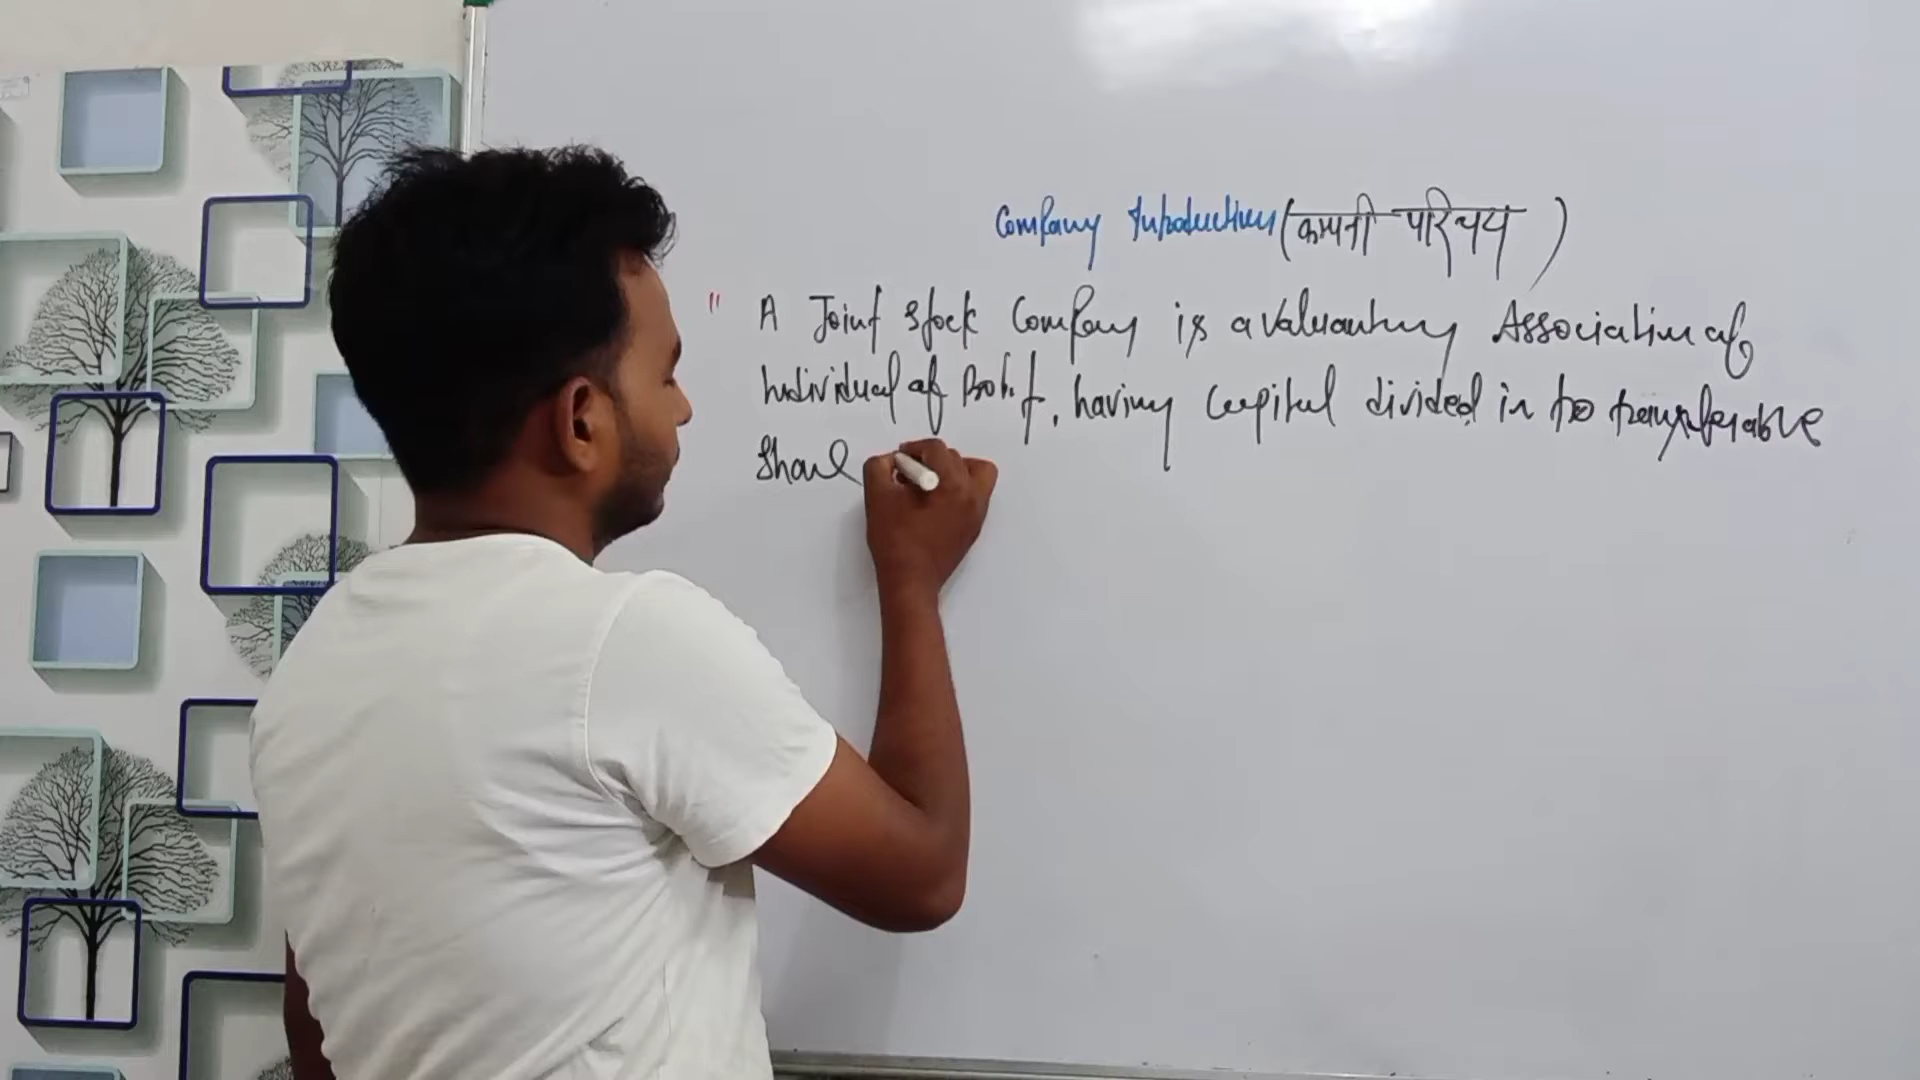 Company Introduction (कम्पनी परिचय)
" A Joint Stock Company is a valuantary Association of
Individual of Profit, having Capital divided in to transferable
Share